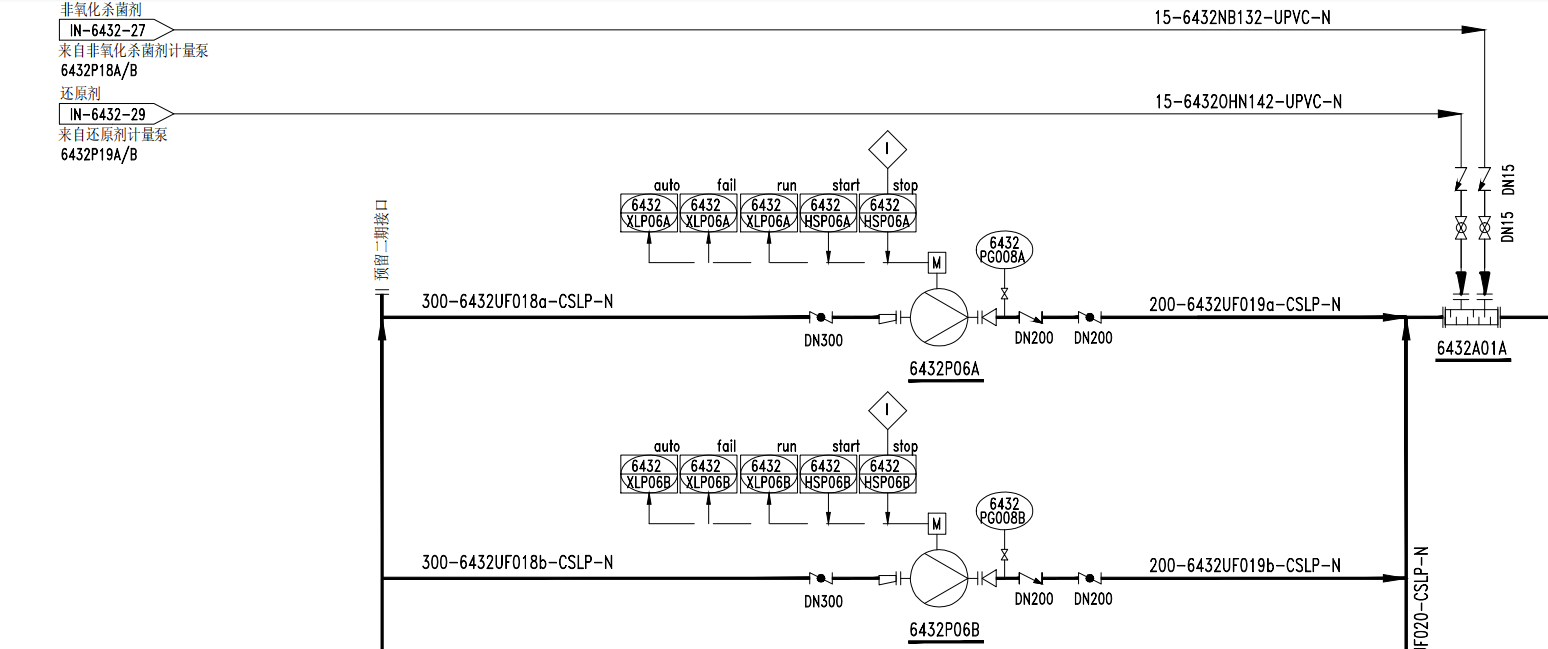 非氧化杀菌剂
IN-6432-27
来自非氧化杀菌剂计量泵
6432P18A/B
15-6432NB132-UPVC-N
还原剂
IN-6432-29
来自还原剂计量泵
6432P19A/B
15-6432OHN142-UPVC-N
DN15
DN15
I
auto
fail
run
start
stop
6432
XLP06A
6432
XLP06A
6432
XLP06A
6432
HSP06A
6432
HSP06A
预留二期接口
M
6432
PG008A
300-6432UF018a-CSLP-N
200-6432UF019a-CSLP-N
DN300
DN200
DN200
6432P06A
6432A01A
I
auto
fail
run
start
stop
6432
XLP06B
6432
XLP06B
6432
XLP06B
6432
HSP06B
6432
HSP06B
M
6432
PG008B
300-6432UF018b-CSLP-N
200-6432UF019b-CSLP-N
DN300
DN200
DN200
6432P06B
F020-CSLP-N